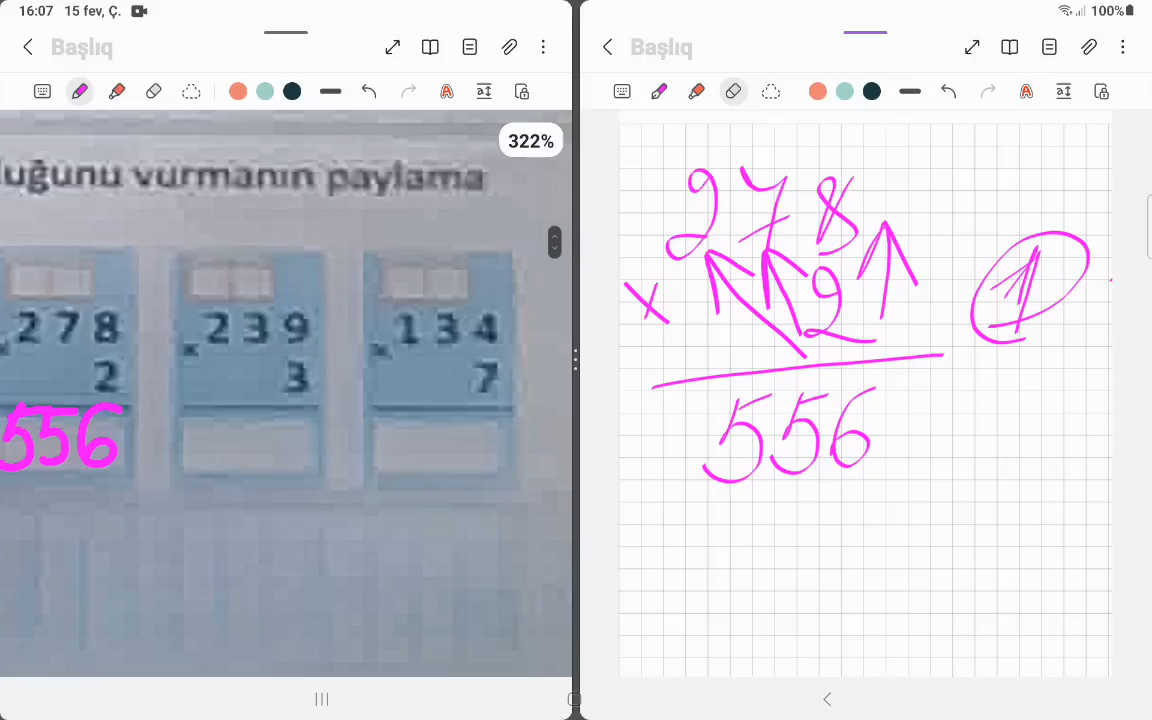 16:07 15 fev, Ç.
100%
Başlıq
Başlıq
322%
luğunu vurmanın paylama
278
x 2
556
239
x 3
134
x 7
278
x 2
556
1